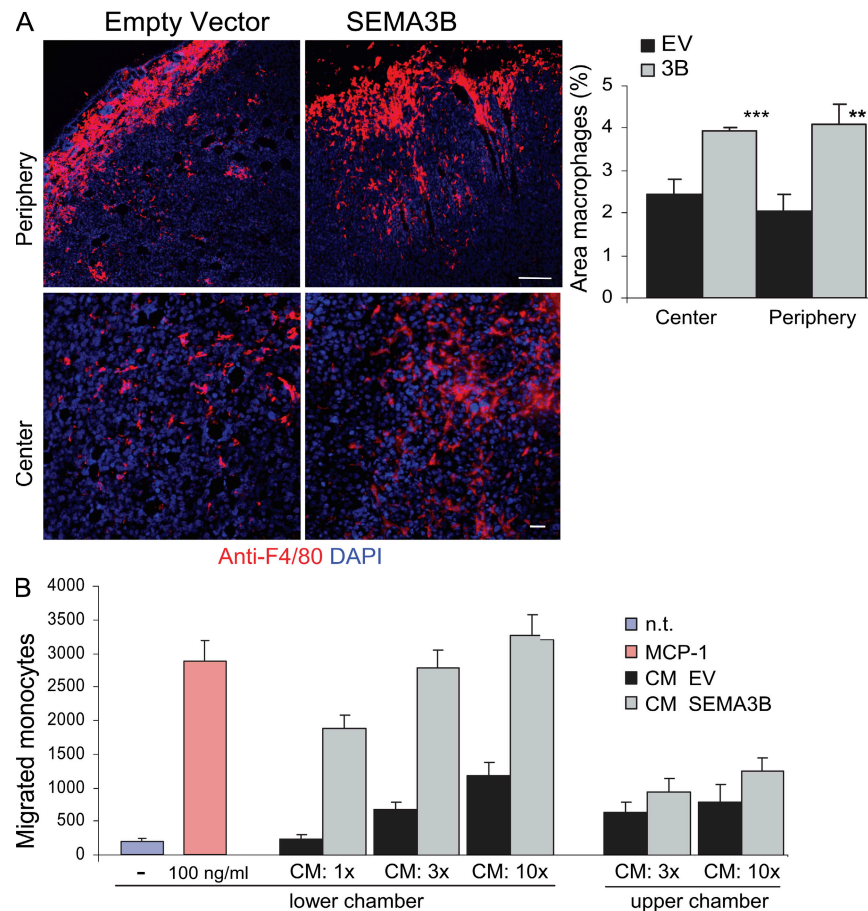 A
Empty Vector
SEMA3B
Periphery
Center
Anti-F4/80 DAPI
EV
3B
Area macrophages (%)
5
4
3
2
1
0
***
**
Center
Periphery
B
Migrated monocytes
4000
3500
3000
2500
2000
1500
1000
500
0
n.t.
MCP-1
CM EV
CM SEMA3B
-
100 ng/ml
CM: 1x
CM: 3x
CM: 10x
CM: 3x
CM: 10x
lower chamber
upper chamber